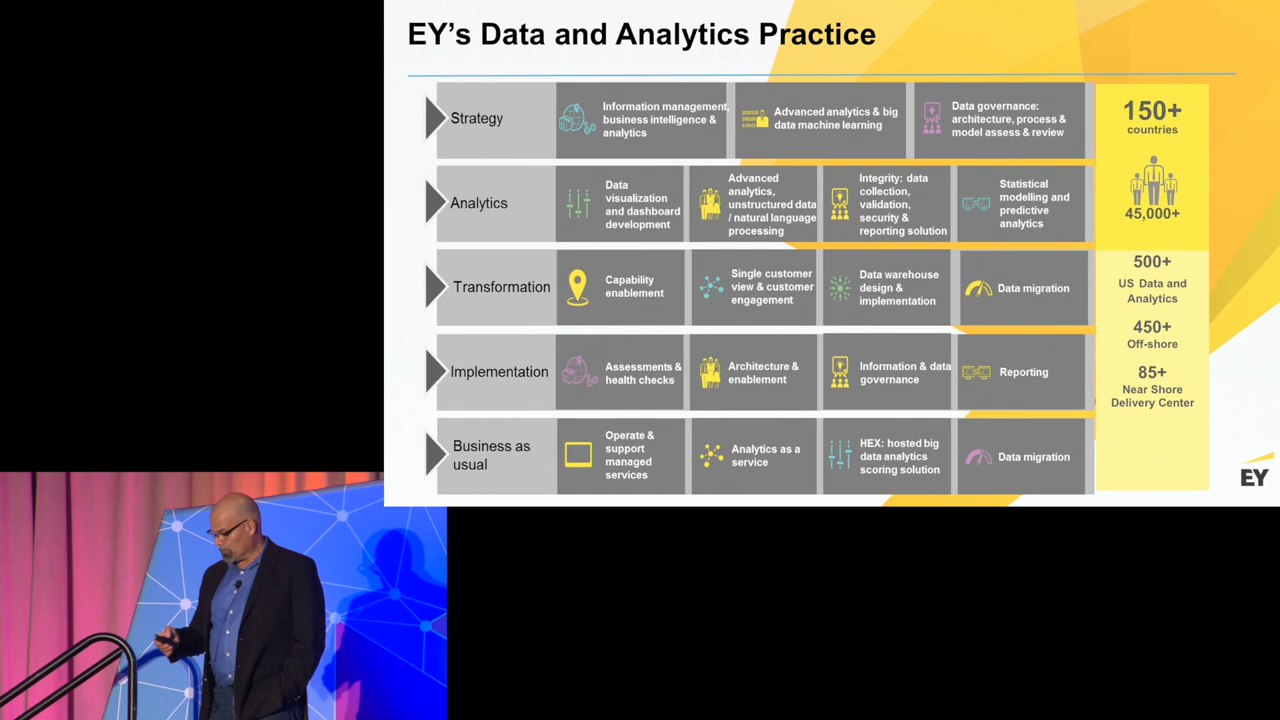 EY's Data and Analytics Practice
Strategy
Information management,
business intelligence &
analytics
Advanced analytics & big
data machine learning
Data governance:
architecture, process &
model assess & review
Analytics
Data
visualization
and dashboard
development
Advanced
analytics,
unstructured data
/ natural language
processing
Integrity: data
collection,
validation,
security &
reporting solution
Statistical
modelling and
predictive
analytics
Transformation
Capability
enablement
Single customer
view & customer
engagement
Data warehouse
design &
implementation
Data migration
Implementation
Assessments &
health checks
Architecture &
enablement
Information & data
governance
Reporting
Business as
usual
Operate &
support
managed
services
Analytics as a
service
HEX: hosted big
data analytics
scoring solution
Data migration
150+
countries
45,000+
500+
US Data and
Analytics
450+
Off-shore
85+
Near Shore
Delivery Center
EY